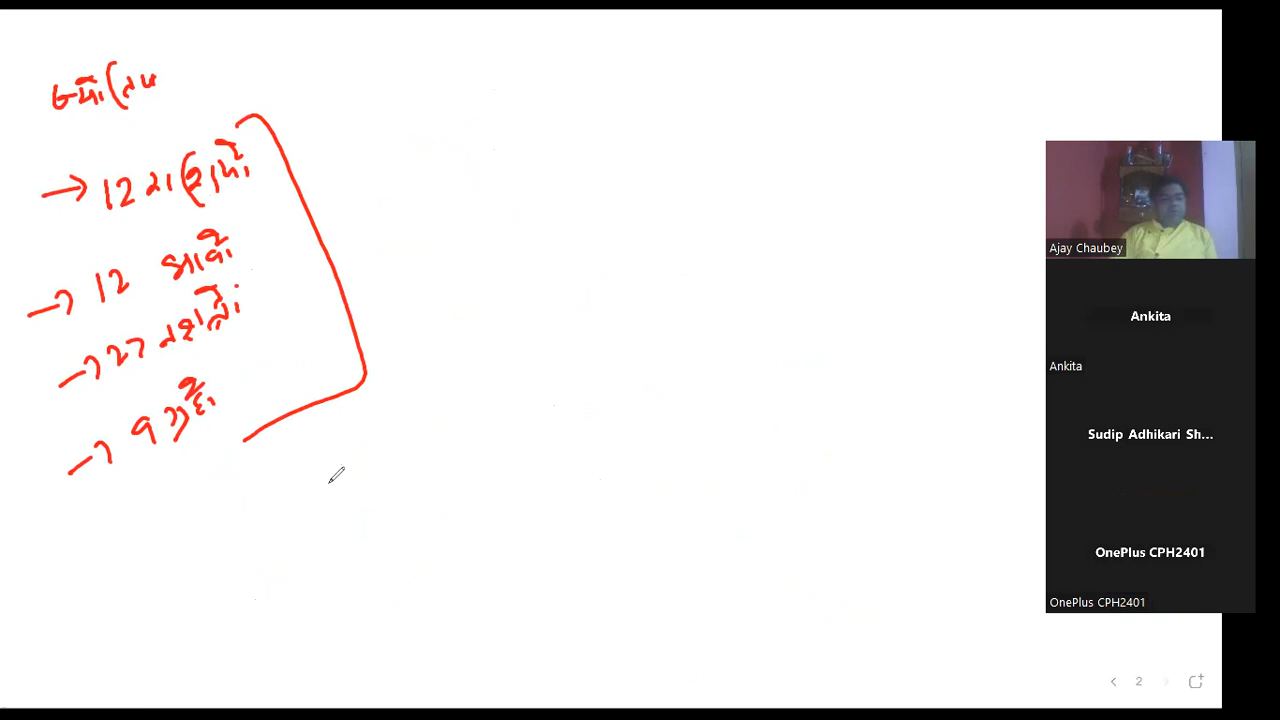 ज्योतिष
→ 12 राशियाँ
→ 12 भावों
→ 27 नक्षत्रों
→ 9 ग्रहों
Ajay Chaubey
Ankita
Ankita
Sudip Adhikari Sh...
OnePlus CPH2401
OnePlus CPH2401
2